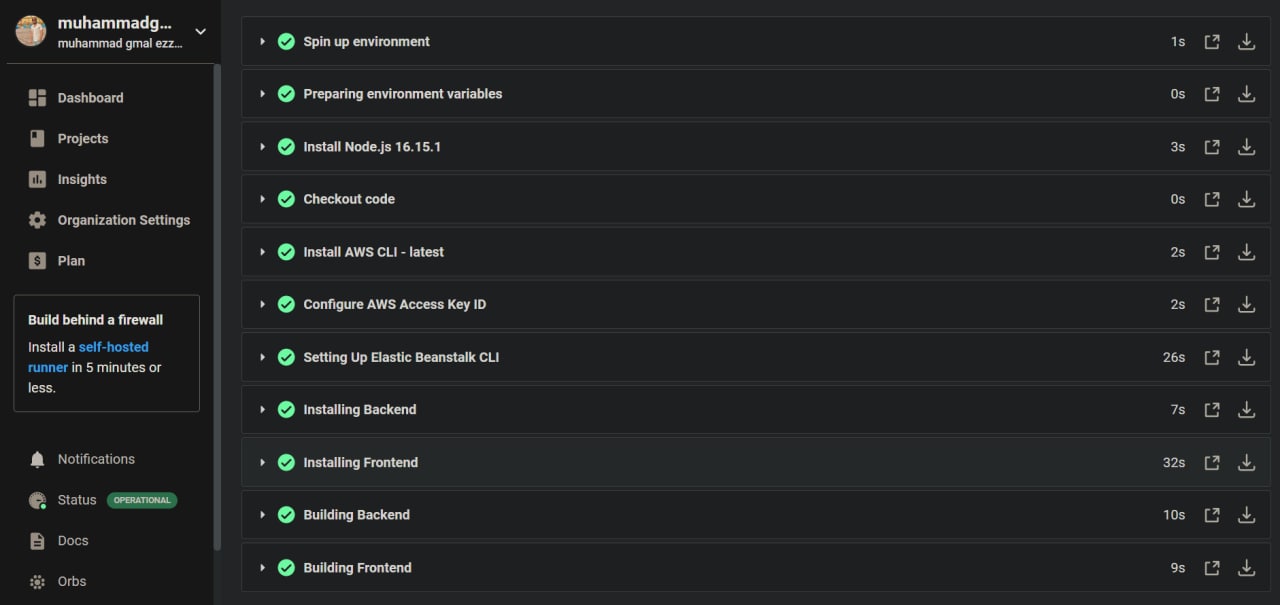 muhammadg...
muhammad gmal ezz...
Dashboard
Projects
Insights
Organization Settings
Plan
Build behind a firewall
Install a self-hosted
runner in 5 minutes or
less.
Notifications
Status OPERATIONAL
Docs
Orbs
Spin up environment 1s
Preparing environment variables 0s
Install Node.js 16.15.1 3s
Checkout code 0s
Install AWS CLI - latest 2s
Configure AWS Access Key ID 2s
Setting Up Elastic Beanstalk CLI 26s
Installing Backend 7s
Installing Frontend 32s
Building Backend 10s
Building Frontend 9s